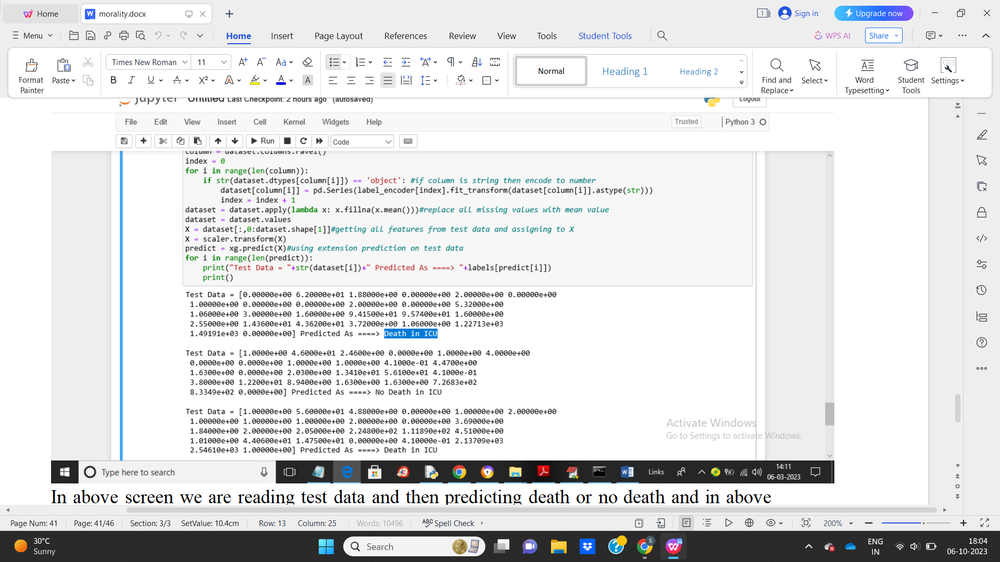 Home
morality.docx
Sign in
Upgrade now
Menu
Home Insert Page Layout References Review View Tools Student Tools
WPS AI
Share
Format Painter
Paste
Times New Roman 11
Normal
Heading 1
Heading 2
Find and Replace
Select
Word Typesetting
Student Tools
Settings
jupyter Untitled Last Checkpoint: 2 hours ago (autosaved)
Logout
File Edit View Insert Cell Kernel Widgets Help
Trusted
Python 3
Run
Code
column = dataset.columns.ravel()
index = 0
for i in range(len(column)):
    if str(dataset.dtypes[column[i]]) == 'object': #if column is string then encode to number
        dataset[column[i]] = pd.Series(label_encoder[index].fit_transform(dataset[column[i]].astype(str)))
        index = index + 1
dataset = dataset.apply(lambda x: x.fillna(x.mean()))#replace all missing values with mean value
dataset = dataset.values
X = dataset[:,0:dataset.shape[1]]#getting all features from test data and assigning to X
X = scaler.transform(X)
predict = xg.predict(X)#using extension prediction on test data
for i in range(len(predict)):
    print("Test Data = "+str(dataset[i])+" Predicted As ====> "+labels[predict[i]])
    print()
Test Data = [0.00000e+00 6.20000e+01 1.88000e+00 0.00000e+00 2.00000e+00 0.00000e+00
1.00000e+00 0.00000e+00 0.00000e+00 2.00000e+00 0.00000e+00 5.32000e+00
1.06000e+00 3.00000e+00 1.60000e+00 9.41500e+01 9.57400e+01 1.60000e+00
2.55000e+00 1.43600e+01 4.36200e+01 3.72000e+00 1.06000e+00 1.22713e+03
1.49191e+03 0.00000e+00] Predicted As ====> Death in ICU
Test Data = [1.0000e+00 4.6000e+01 2.4600e+00 0.0000e+00 1.0000e+00 4.0000e+00
0.0000e+00 0.0000e+00 1.0000e+00 1.0000e+00 4.1000e-01 4.4700e+00
1.6300e+00 0.0000e+00 2.0300e+00 1.3410e+01 5.6100e+01 4.1000e-01
3.8000e+00 1.2200e+01 8.9400e+00 1.6300e+00 1.6300e+00 7.2683e+02
8.3349e+02 0.0000e+00] Predicted As ====> No Death in ICU
Test Data = [1.00000e+00 5.60000e+01 4.88000e+00 0.00000e+00 1.00000e+00 2.00000e+00
1.00000e+00 1.00000e+00 1.00000e+00 2.00000e+00 0.00000e+00 3.69000e+00
1.84000e+00 2.00000e+00 2.05000e+00 2.24800e+02 1.11890e+02 4.51000e+00
1.01000e+00 4.40600e+01 1.47500e+01 0.00000e+00 4.10000e-01 2.13709e+03
2.54610e+03 1.00000e+00] Predicted As ====> Death in ICU
Activate Windows
Go to Settings to activate Windows.
Type here to search
Links
14:11
06-03-2023
In above screen we are reading test data and then predicting death or no death and in above
Page Num: 41 Page: 41/46 Section: 3/3 SetValue: 10.4cm Row: 13 Column: 25 Words: 10496 Spell Check
200%
30°C
Sunny
Search
ENG
IN
18:04
06-10-2023